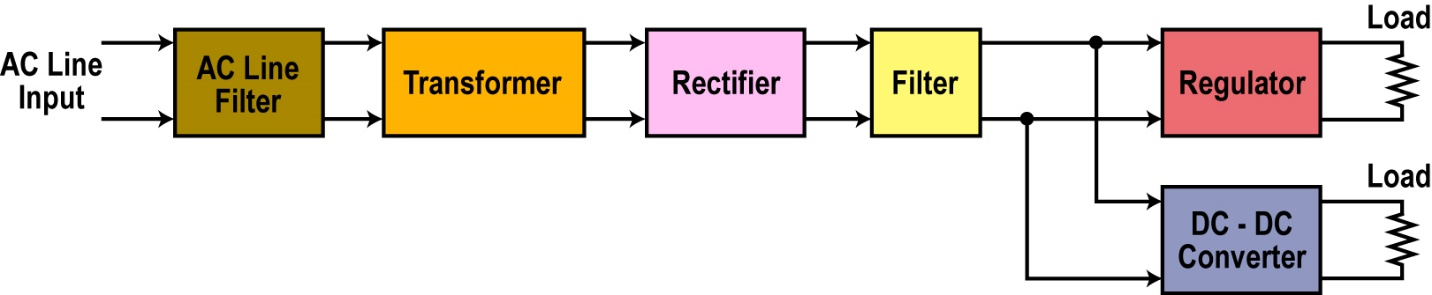 AC Line
Input
AC Line
Filter
Transformer
Rectifier
Filter
Regulator
Load
DC - DC
Converter
Load